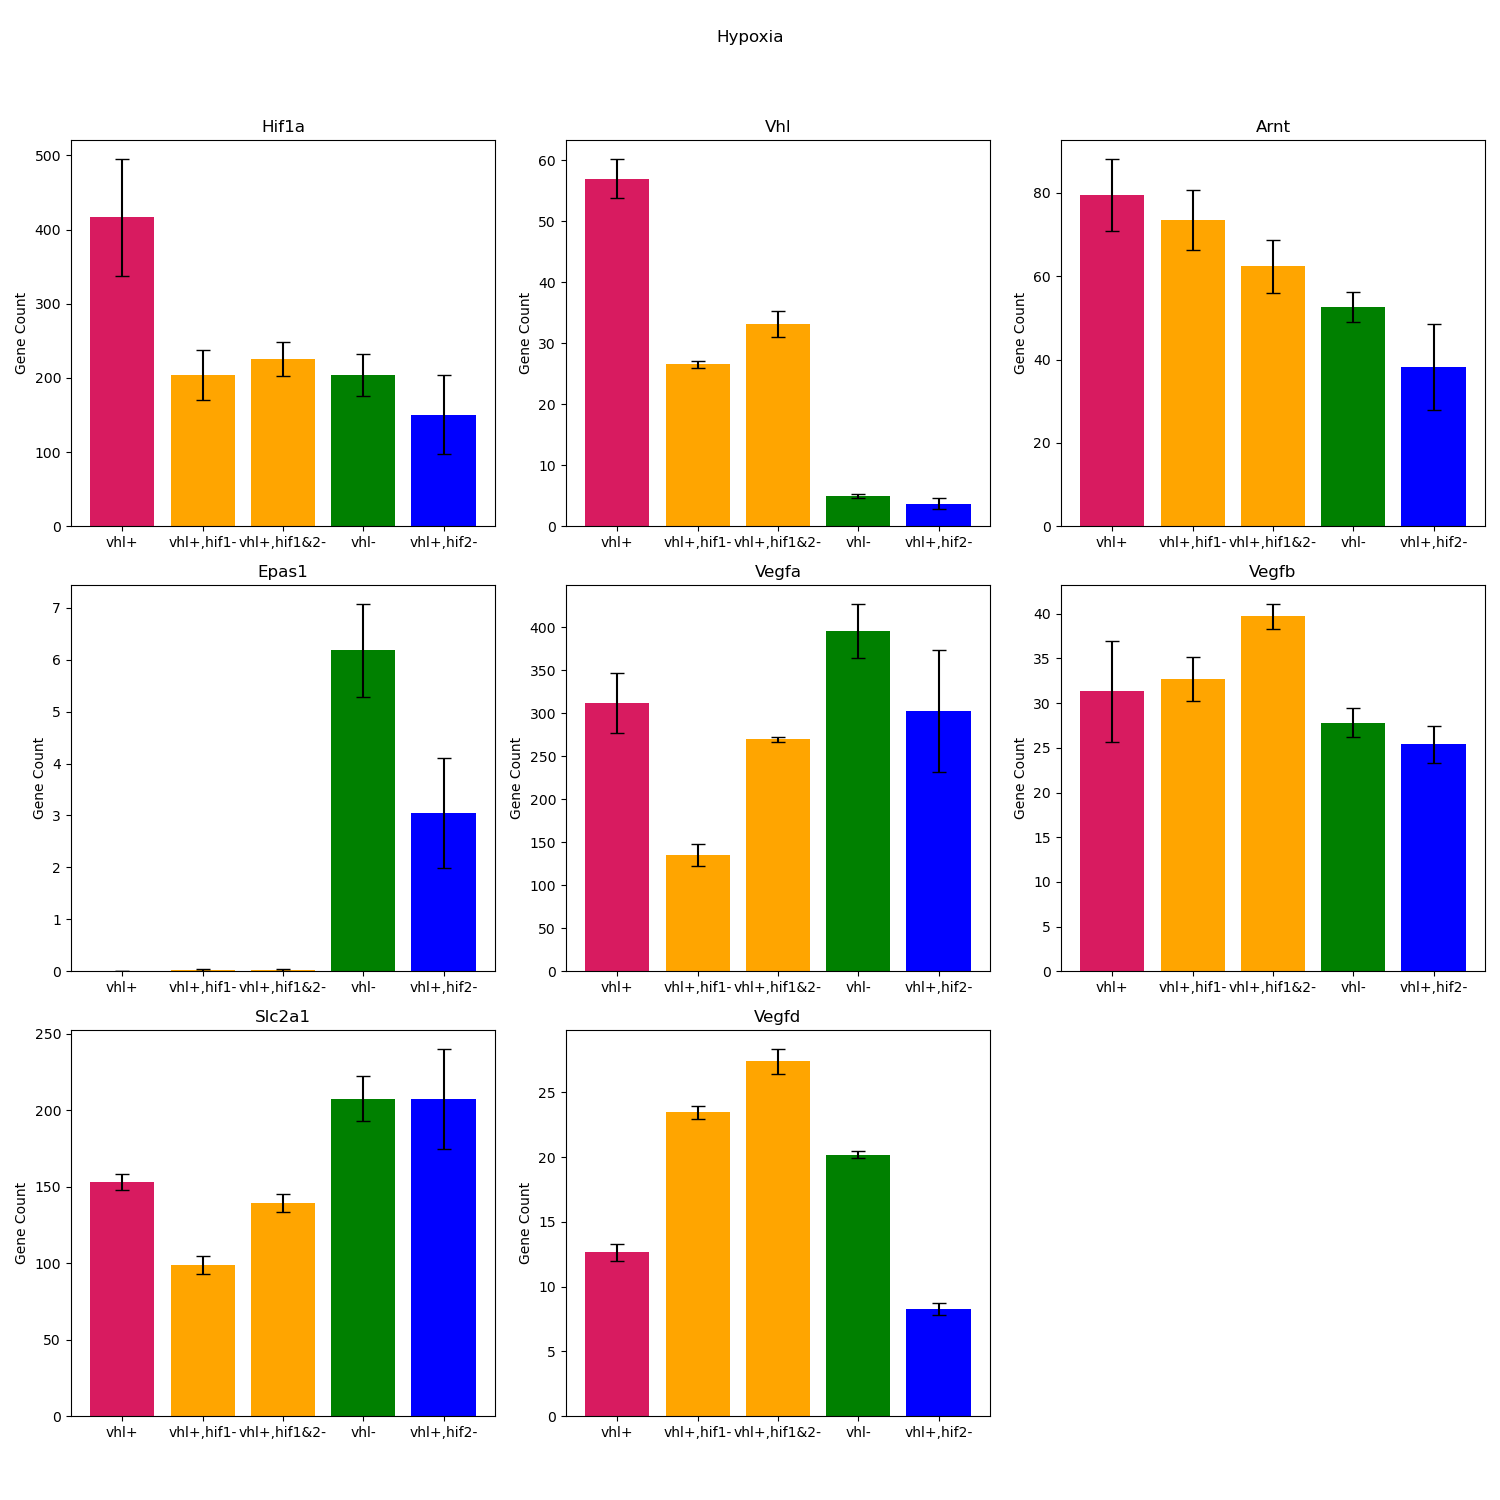 Hypoxia
Hif1a
Gene Count
500
400
300
200
100
0
vhl+ vhl+,hif1- vhl+,hif1&2- vhl- vhl+,hif2-
Vhl
Gene Count
60
50
40
30
20
10
0
vhl+ vhl+,hif1- vhl+,hif1&2- vhl- vhl+,hif2-
Arnt
Gene Count
80
60
40
20
0
vhl+ vhl+,hif1- vhl+,hif1&2- vhl- vhl+,hif2-
Epas1
Gene Count
7
6
5
4
3
2
1
0
vhl+ vhl+,hif1- vhl+,hif1&2- vhl- vhl+,hif2-
Vegfa
Gene Count
400
350
300
250
200
150
100
50
0
vhl+ vhl+,hif1- vhl+,hif1&2- vhl- vhl+,hif2-
Vegfb
Gene Count
40
35
30
25
20
15
10
5
0
vhl+ vhl+,hif1- vhl+,hif1&2- vhl- vhl+,hif2-
Slc2a1
Gene Count
250
200
150
100
50
0
vhl+ vhl+,hif1- vhl+,hif1&2- vhl- vhl+,hif2-
Vegfd
Gene Count
25
20
15
10
5
0
vhl+ vhl+,hif1- vhl+,hif1&2- vhl- vhl+,hif2-